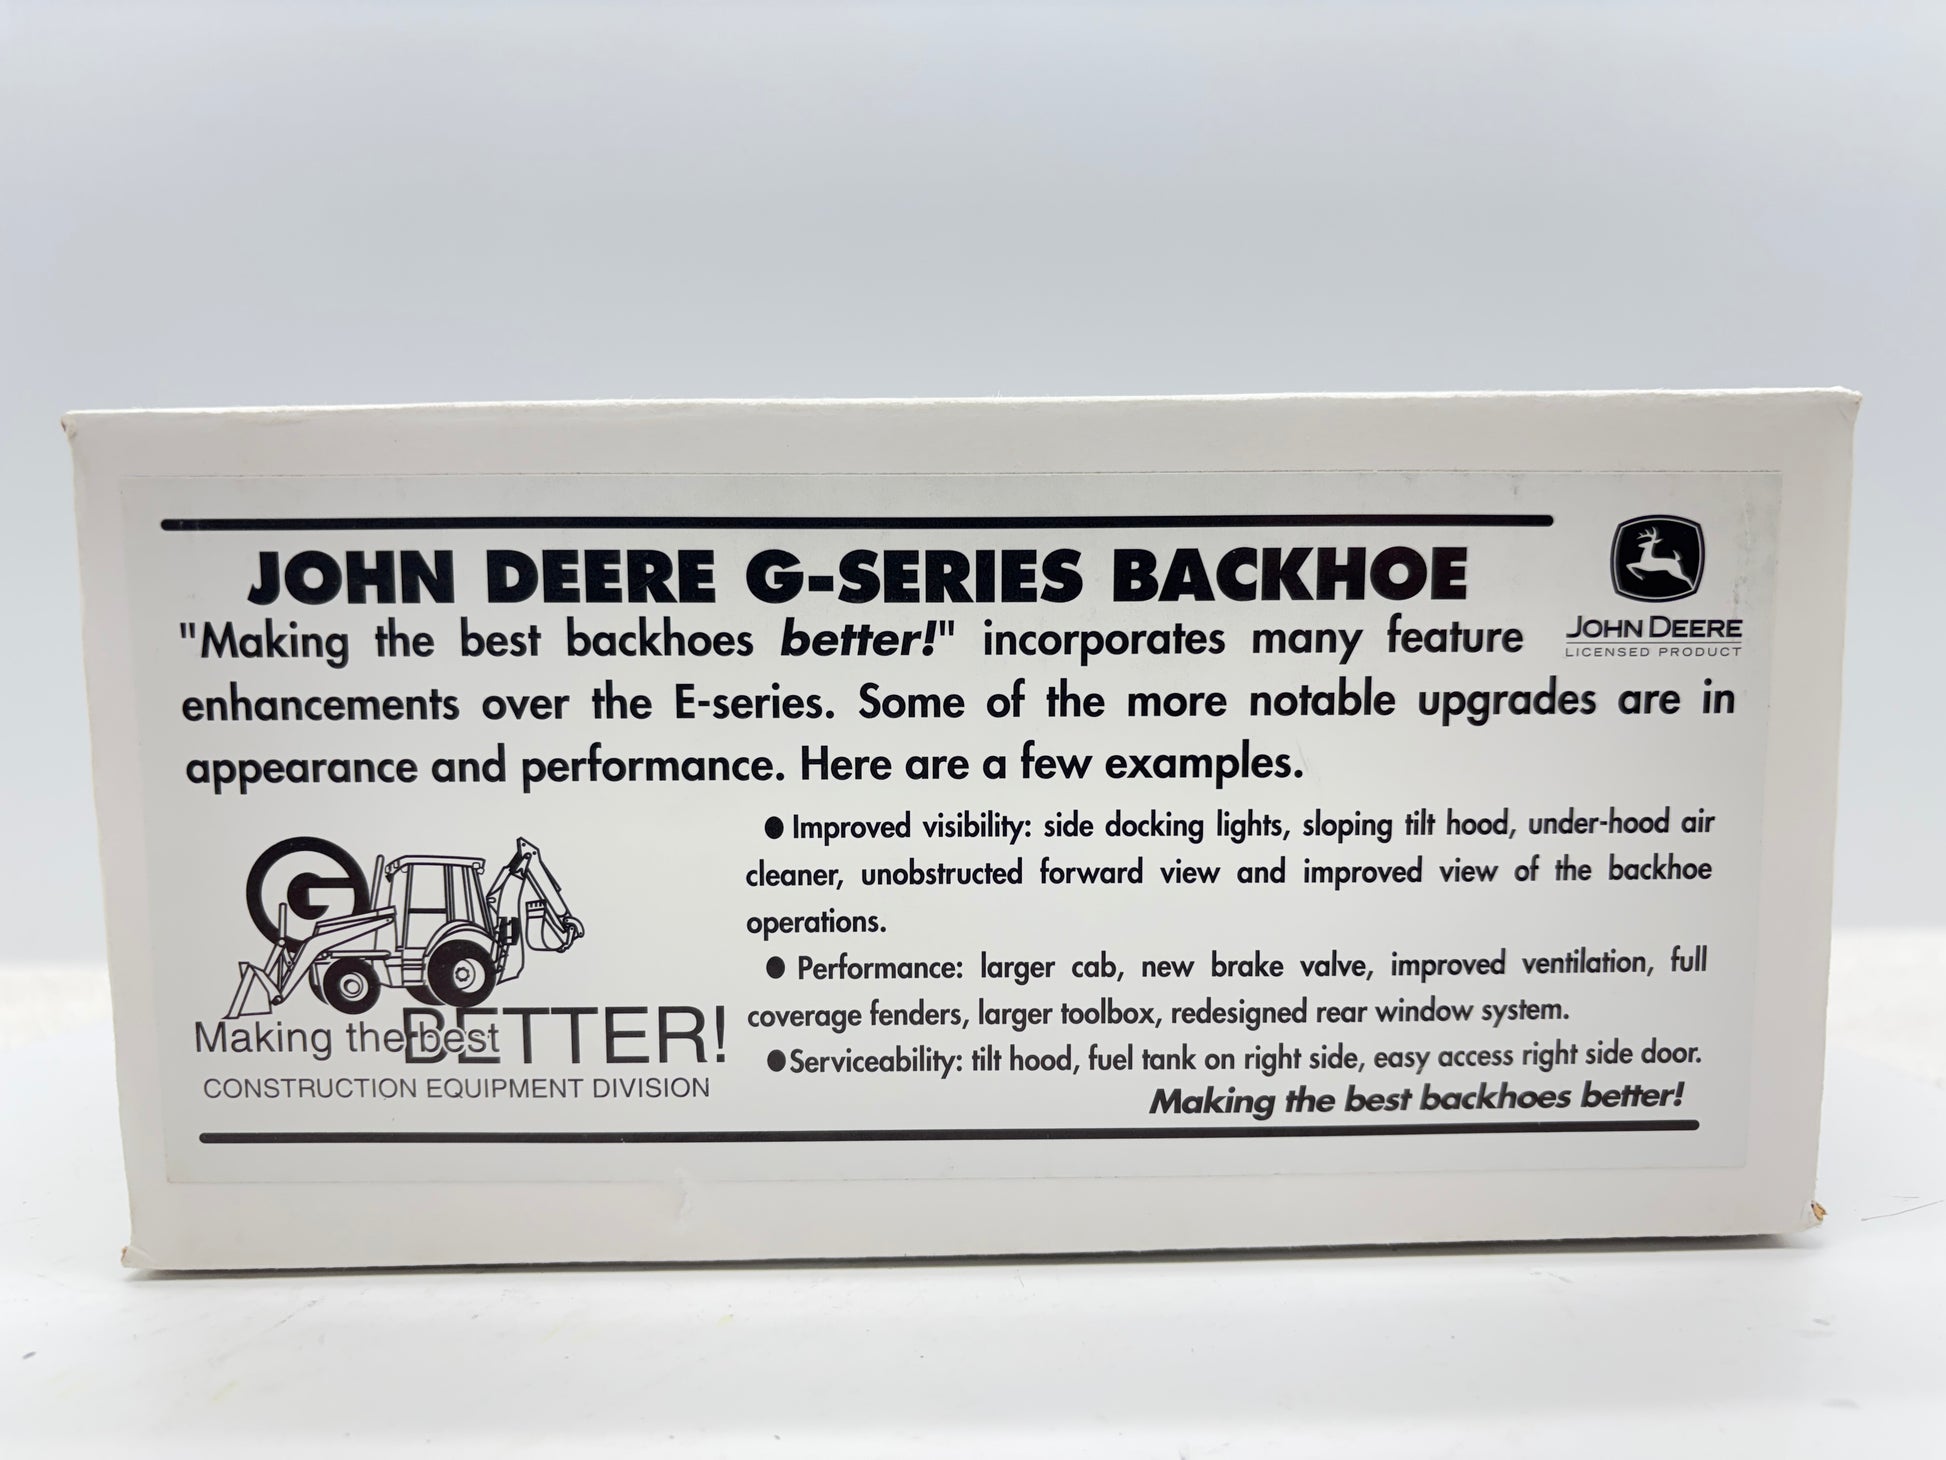 JOHN DEERE G-SERIES BACKHOE
"Making the best backhoes better!" incorporates many feature
enhancements over the E-series. Some of the more notable upgrades are in
appearance and performance. Here are a few examples.
JOHN DEERE
LICENSED PRODUCT
● Improved visibility: side docking lights, sloping tilt hood, under-hood air
cleaner, unobstructed forward view and improved view of the backhoe
operations.
● Performance: larger cab, new brake valve, improved ventilation, full
coverage fenders, larger toolbox, redesigned rear window system.
● Serviceability: tilt hood, fuel tank on right side, easy access right side door.
Making the best backhoes better!
G
Making the best BETTER!
CONSTRUCTION EQUIPMENT DIVISION